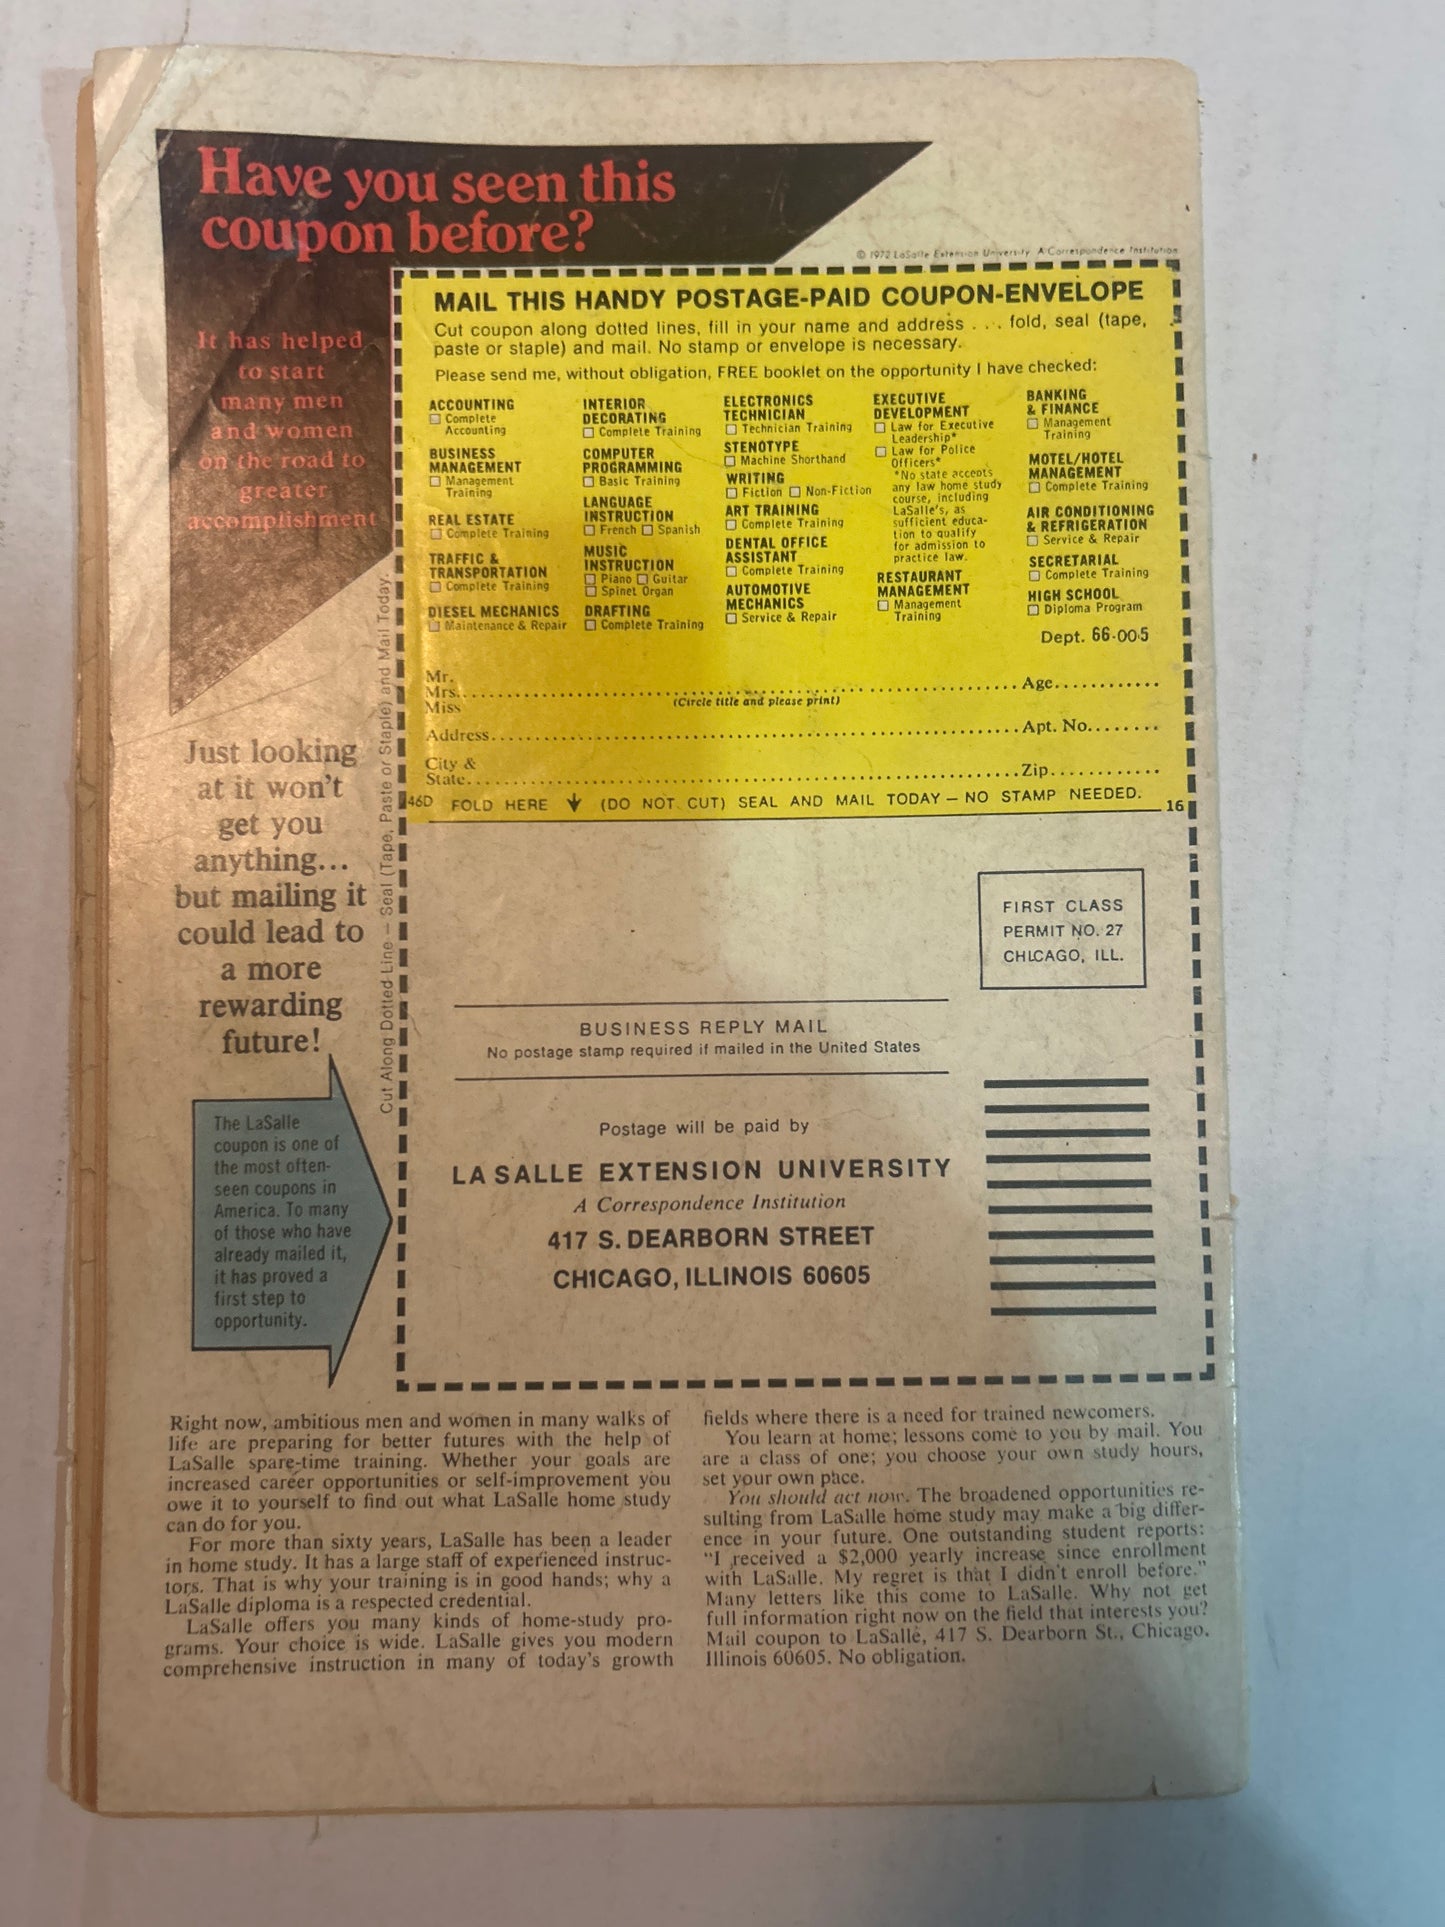 Have you seen this
coupon before?
It has helped
to start
many men
and women
on the road to
greater
accomplishment
Just looking
at it won't
get you
anything...
but mailing it
could lead to
a more
rewarding
future!
The LaSalle
coupon is one of
the most often-
seen coupons in
America. To many
of those who have
already mailed it,
it has proved a
first step to
opportunity.
Cut Along Dotted Line — Seal (Tape, Paste or Staple) and Mail Today.
© 1972 LaSalle Extension University A Correspondence Institution
MAIL THIS HANDY POSTAGE-PAID COUPON-ENVELOPE
Cut coupon along dotted lines, fill in your name and address . . . fold, seal (tape,
paste or staple) and mail. No stamp or envelope is necessary.
Please send me, without obligation, FREE booklet on the opportunity I have checked:
ACCOUNTING
☐ Complete
Accounting
BUSINESS
MANAGEMENT
☐ Management
Training
REAL ESTATE
☐ Complete Training
TRAFFIC &
TRANSPORTATION
☐ Complete Training
DIESEL MECHANICS
☐ Maintenance & Repair
INTERIOR
DECORATING
☐ Complete Training
COMPUTER
PROGRAMMING
☐ Basic Training
LANGUAGE
INSTRUCTION
☐ French ☐ Spanish
MUSIC
INSTRUCTION
☐ Piano ☐ Guitar
☐ Spinet Organ
DRAFTING
☐ Complete Training
ELECTRONICS
TECHNICIAN
☐ Technician Training
STENOTYPE
☐ Machine Shorthand
WRITING
☐ Fiction ☐ Non-Fiction
ART TRAINING
☐ Complete Training
DENTAL OFFICE
ASSISTANT
☐ Complete Training
AUTOMOTIVE
MECHANICS
☐ Service & Repair
EXECUTIVE
DEVELOPMENT
☐ Law for Executive
Leadership*
☐ Law for Police
Officers*
*No state accepts
any law home study
course, including
LaSalle's, as
sufficient educa-
tion to qualify
for admission to
practice law.
RESTAURANT
MANAGEMENT
☐ Management
Training
BANKING
& FINANCE
☐ Management
Training
MOTEL/HOTEL
MANAGEMENT
☐ Complete Training
AIR CONDITIONING
& REFRIGERATION
☐ Service & Repair
SECRETARIAL
☐ Complete Training
HIGH SCHOOL
☐ Diploma Program
Dept. 66-005
Mr.
Mrs. Age
Miss (Circle title and please print)
Address Apt. No.
City &
State Zip
46D FOLD HERE ↓ (DO NOT CUT) SEAL AND MAIL TODAY — NO STAMP NEEDED. 16
FIRST CLASS
PERMIT NO. 27
CHICAGO, ILL.
BUSINESS REPLY MAIL
No postage stamp required if mailed in the United States
Postage will be paid by
LA SALLE EXTENSION UNIVERSITY
A Correspondence Institution
417 S. DEARBORN STREET
CHICAGO, ILLINOIS 60605
Right now, ambitious men and women in many walks of
life are preparing for better futures with the help of
LaSalle spare-time training. Whether your goals are
increased career opportunities or self-improvement you
owe it to yourself to find out what LaSalle home study
can do for you.
For more than sixty years, LaSalle has been a leader
in home study. It has a large staff of experienced instruc-
tors. That is why your training is in good hands; why a
LaSalle diploma is a respected credential.
LaSalle offers you many kinds of home-study pro-
grams. Your choice is wide. LaSalle gives you modern
comprehensive instruction in many of today's growth
fields where there is a need for trained newcomers.
You learn at home; lessons come to you by mail. You
are a class of one; you choose your own study hours,
set your own pace.
You should act now. The broadened opportunities re-
sulting from LaSalle home study may make a big differ-
ence in your future. One outstanding student reports:
"I received a $2,000 yearly increase since enrollment
with LaSalle. My regret is that I didn't enroll before."
Many letters like this come to LaSalle. Why not get
full information right now on the field that interests you?
Mail coupon to LaSalle, 417 S. Dearborn St., Chicago,
Illinois 60605. No obligation.